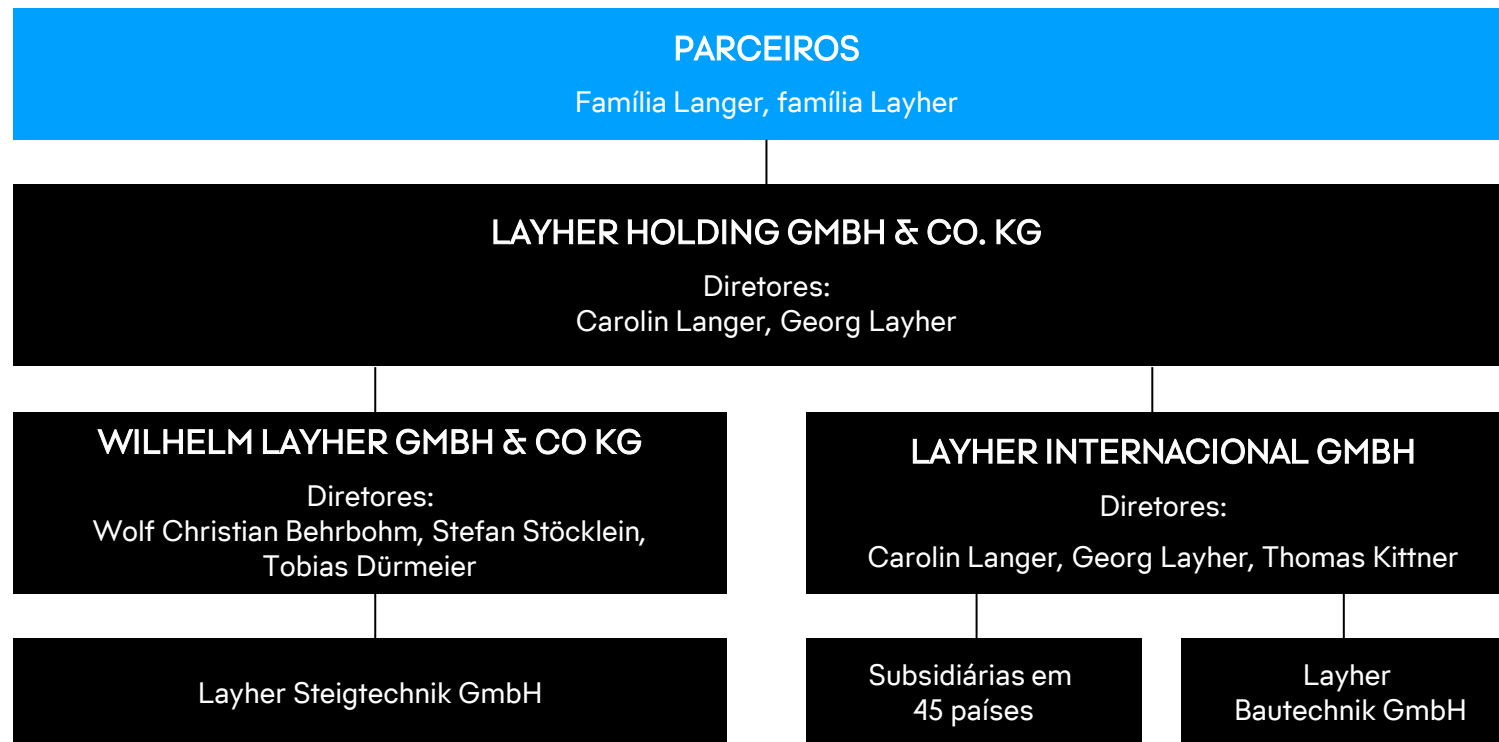 PARCEIROS
Família Langer, família Layher
LAYHER HOLDING GMBH & CO. KG
Diretores:
Carolin Langer, Georg Layher
WILHELM LAYHER GMBH & CO KG
Diretores:
Wolf Christian Behrbohm, Stefan Stöcklein,
Tobias Dürmeier
LAYHER INTERNACIONAL GMBH
Diretores:
Carolin Langer, Georg Layher, Thomas Kittner
Layher Steigtechnik GmbH
Subsidiárias em
45 países
Layher
Bautechnik GmbH